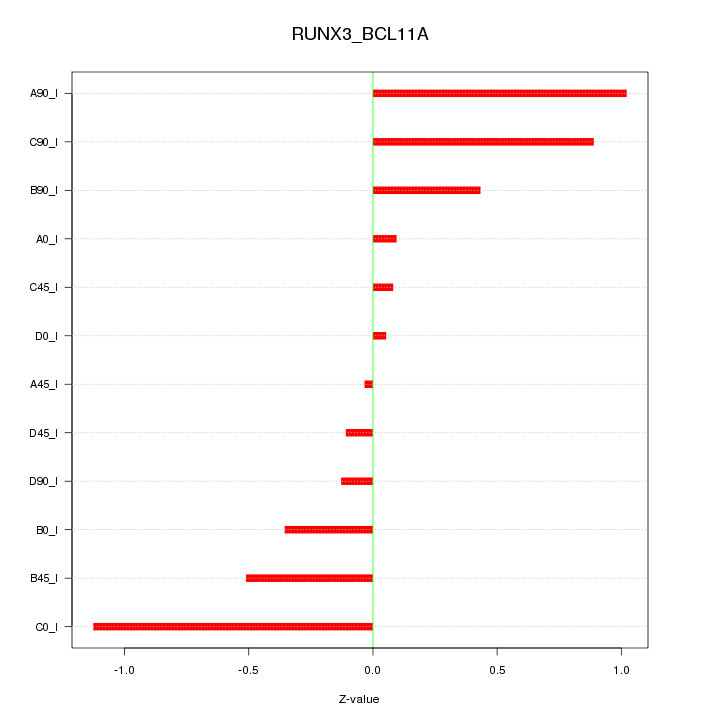 RUNX3_BCL11A
A90_I
C90_I
B90_I
A0_I
C45_I
D0_I
A45_I
D45_I
D90_I
B0_I
B45_I
C0_I
-1.0 -0.5 0.0 0.5 1.0
Z-value